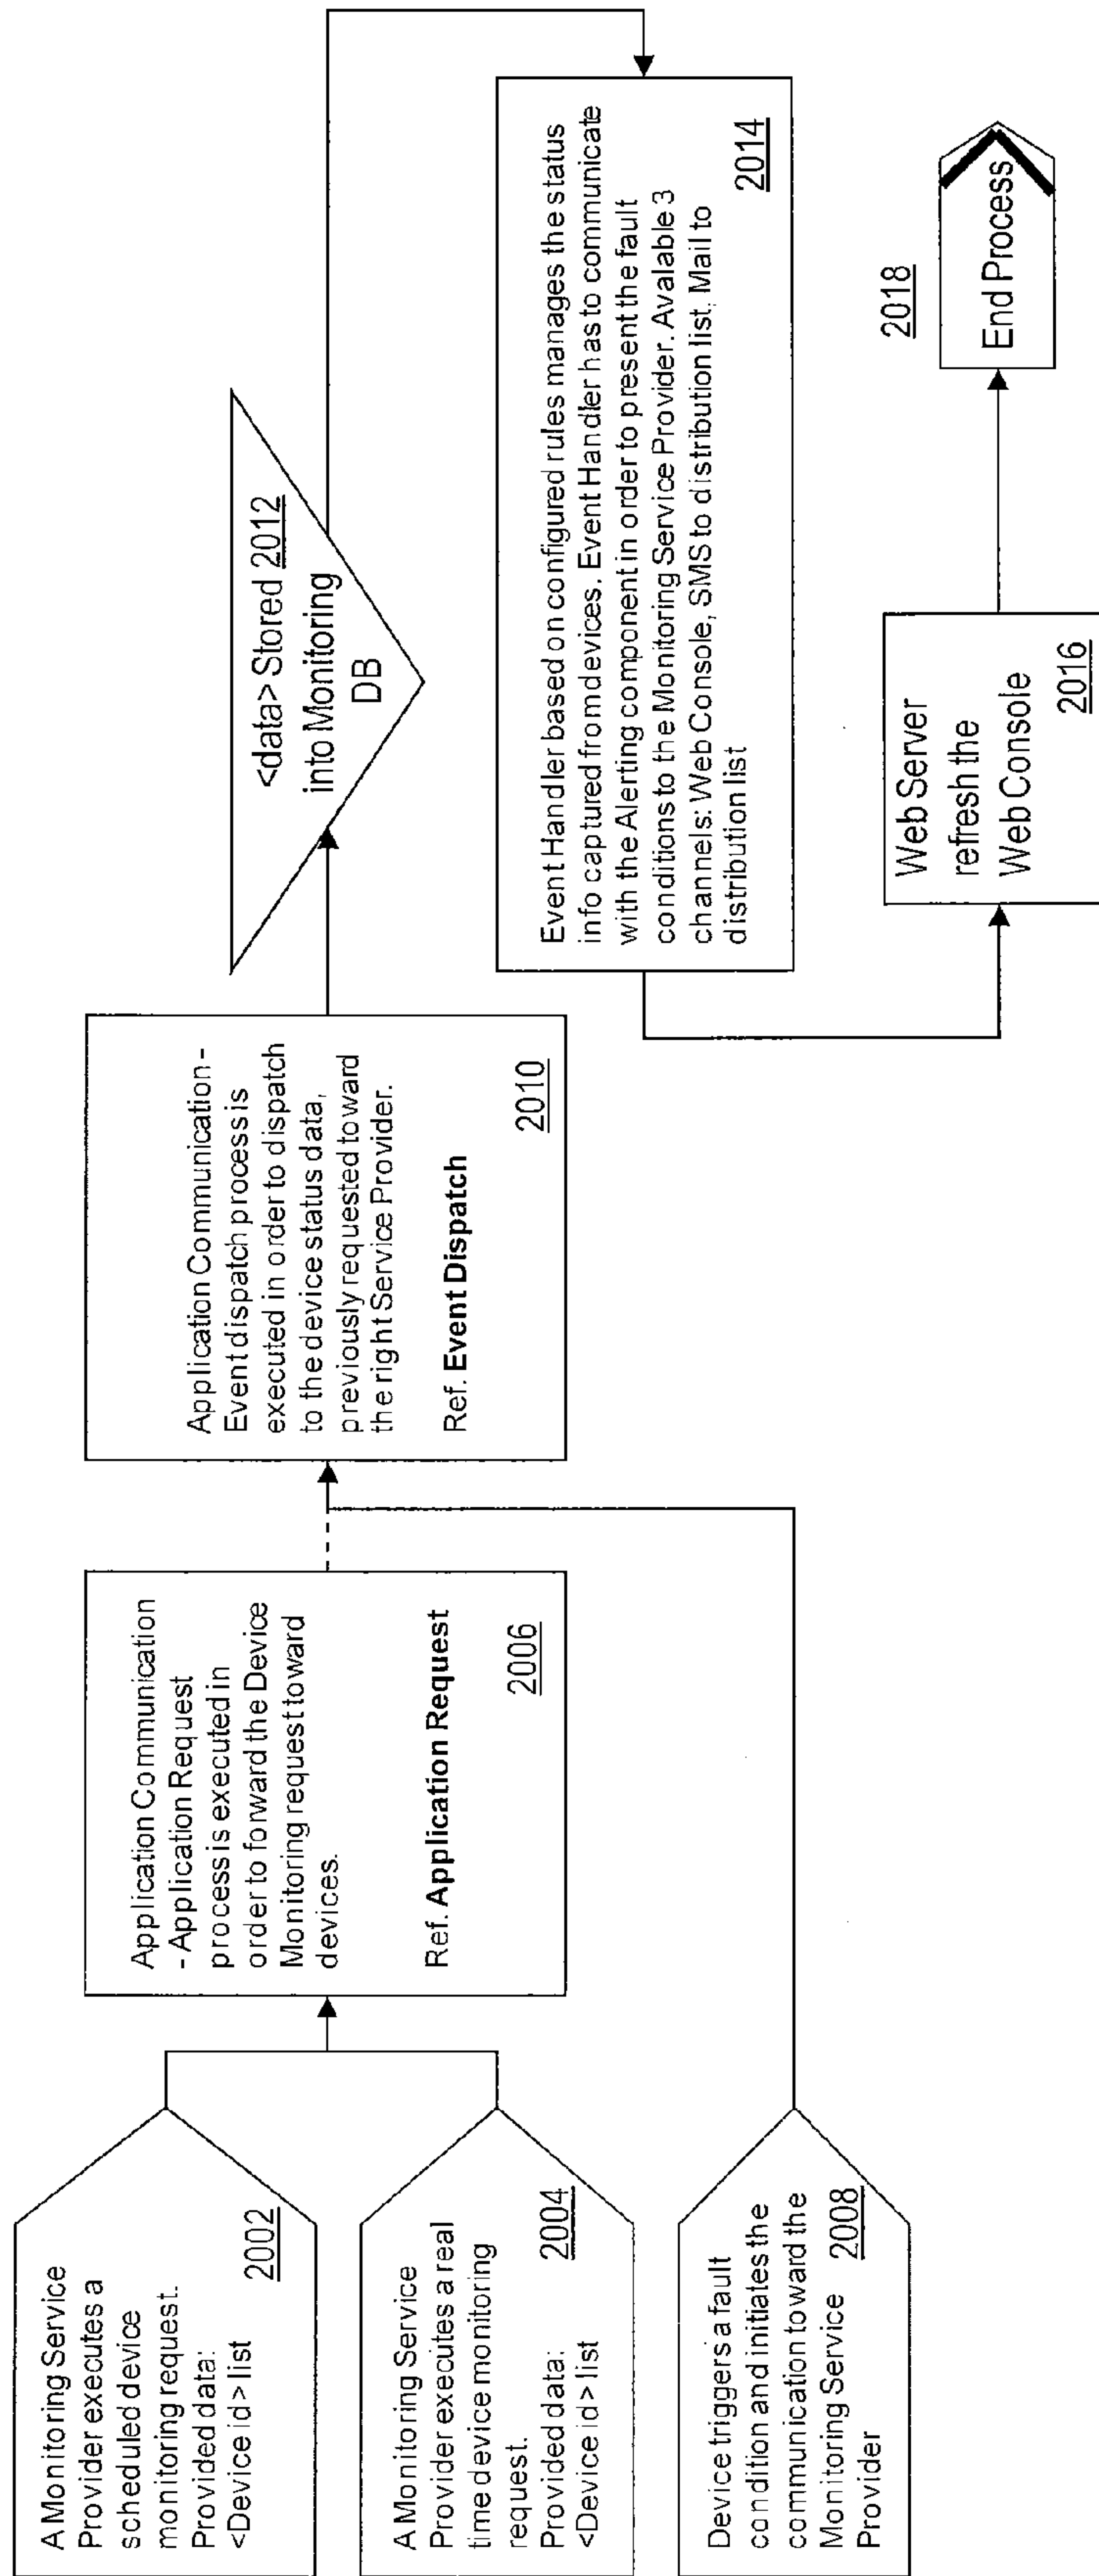 A Monitoring Service
Provider executes a
scheduled device
monitoring request.
Provided data:
<Device id> list
2002
A Monitoring Service
Provider executes a real
time device monitoring
request.
Provided data:
<Device id> list
2004
Device triggers a fault
condition and initiates the
communication toward the
Monitoring Service
Provider
2008
Application Communication
- Application Request
process is executed in
order to forward the Device
Monitoring request toward
devices.
Ref. Application Request
2006
Application Communication -
Event dispatch process is
executed in order to dispatch
to the device status data,
previously requested toward
the right Service Provider.
Ref. Event Dispatch
2010
<data> Stored 2012
into Monitoring
DB
Event Handler based on configured rules manages the status
info captured from devices. Event Handler has to communicate
with the Alerting component in order to present the fault
conditions to the Monitoring Service Provider. Avalable 3
channels: Web Console, SMS to distribution list, Mail to
distribution list
2014
Web Server
refresh the
Web Console
2016
2018
End Process